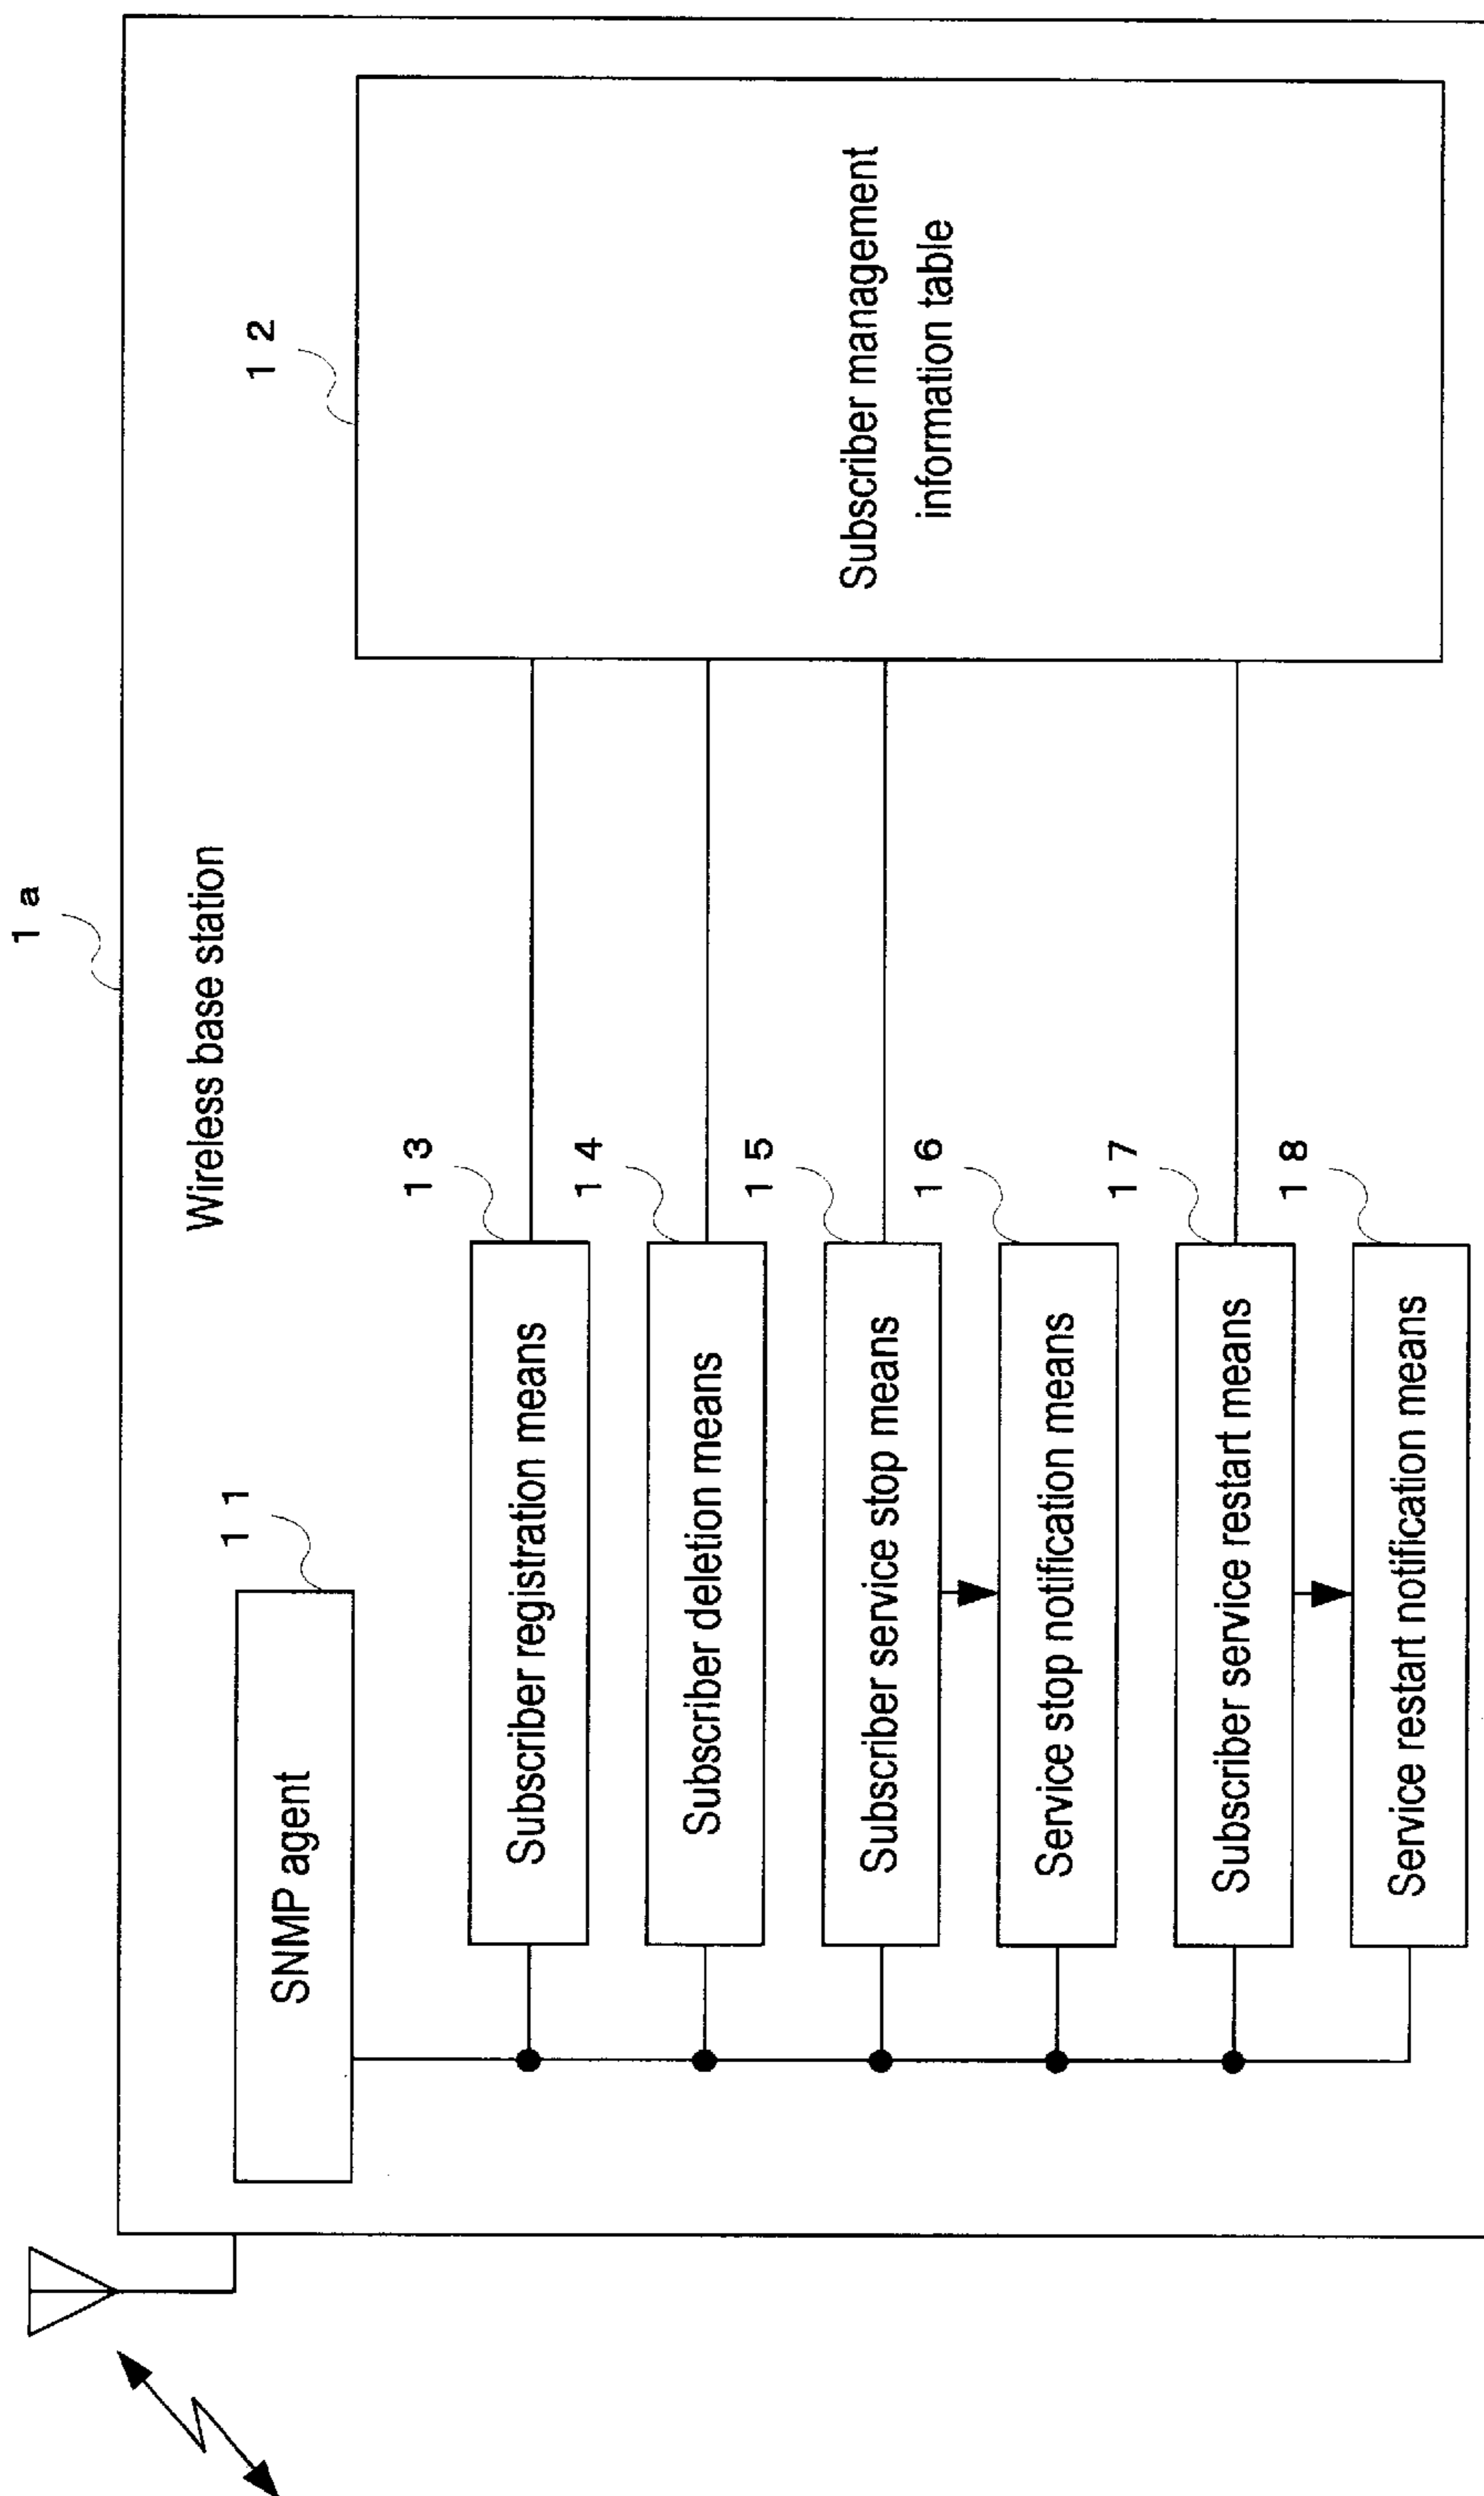 1 a
Wireless base station
1 1
SNMP agent
1 2
Subscriber management
information table
1 3
Subscriber registration means
1 4
Subscriber deletion means
1 5
Subscriber service stop means
1 6
Service stop notification means
1 7
Subscriber service restart means
1 8
Service restart notification means